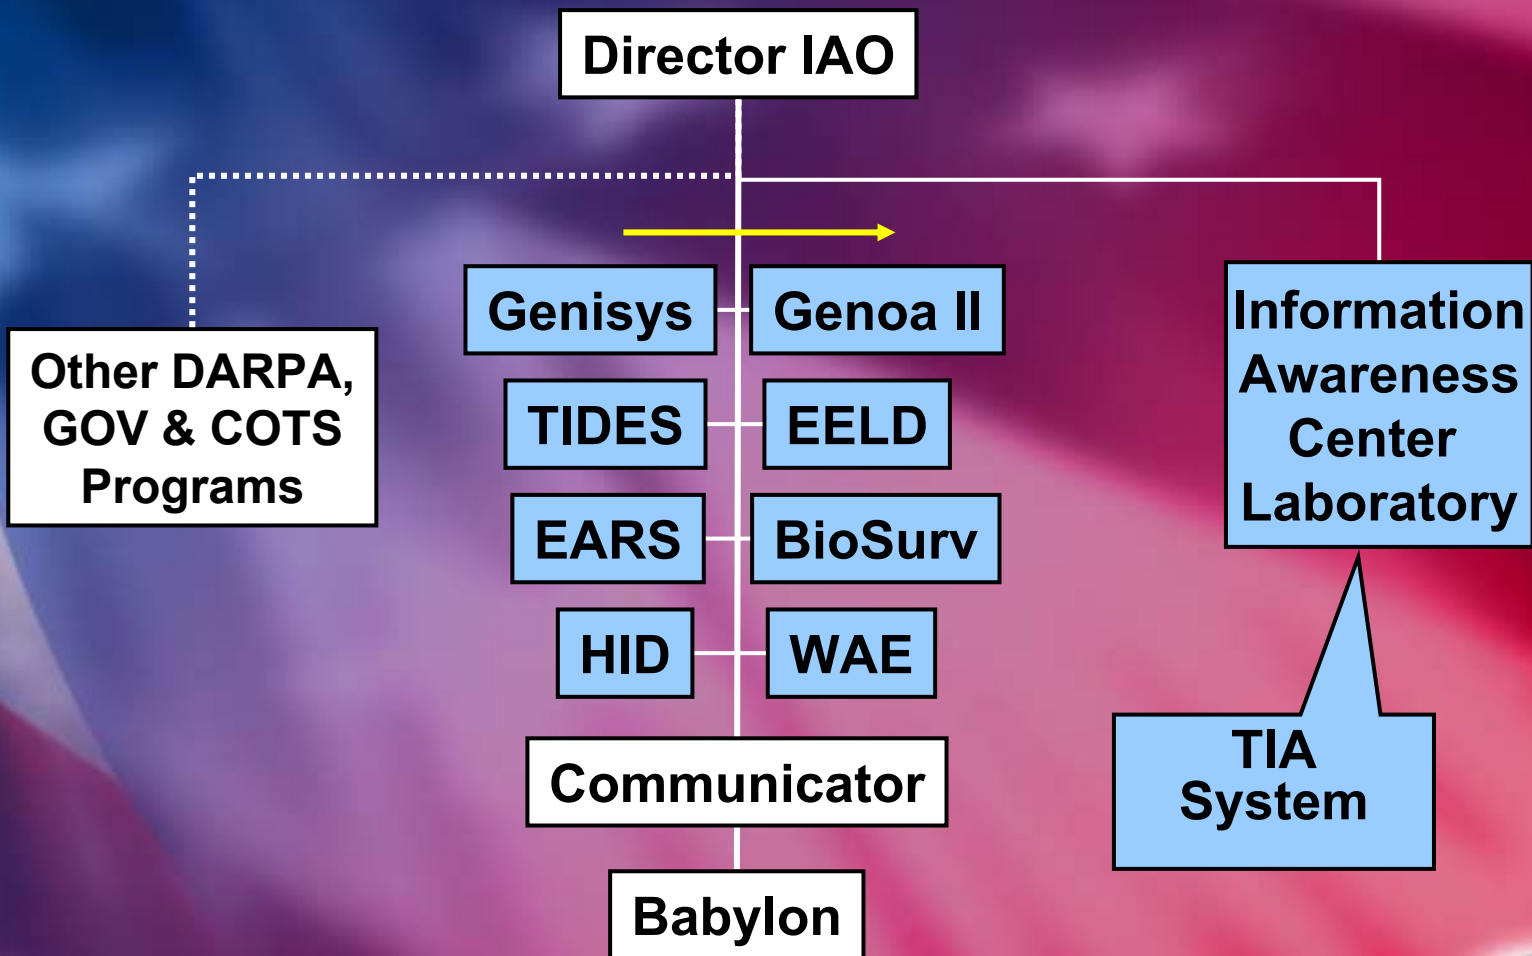 Director IAO
Other DARPA,
GOV & COTS
Programs
Genisys
Genoa II
TIDES
EELD
EARS
BioSurv
HID
WAE
Communicator
Babylon
Information
Awareness
Center
Laboratory
TIA
System